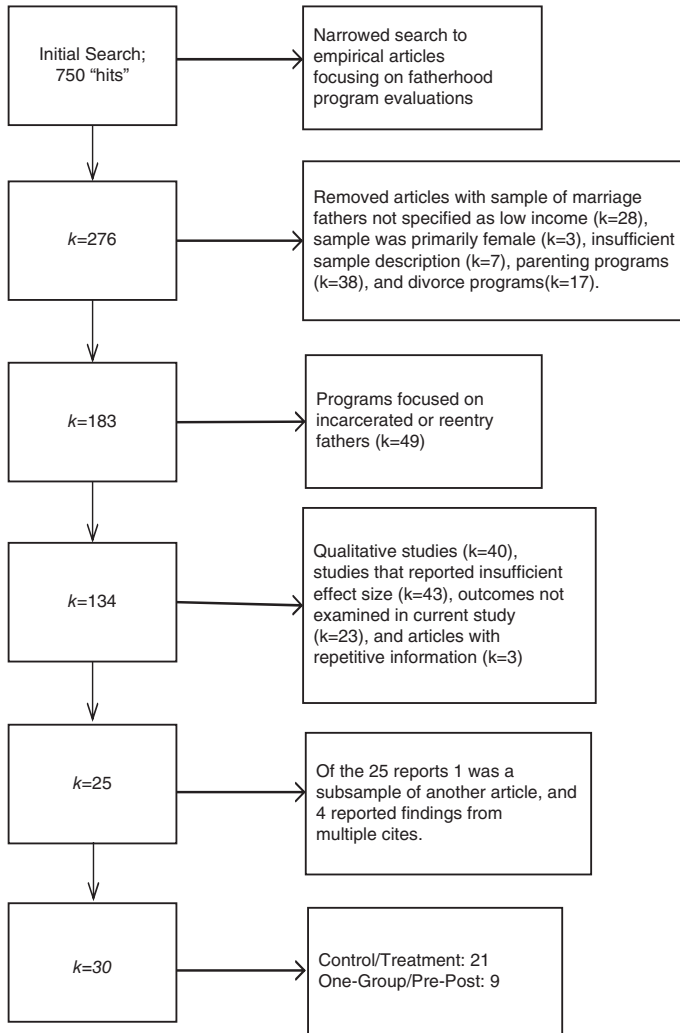 Initial Search;
750 “hits”
Narrowed search to
empirical articles
focusing on fatherhood
program evaluations
k=276
Removed articles with sample of marriage
fathers not specified as low income (k=28),
sample was primarily female (k=3), insufficient
sample description (k=7), parenting programs
(k=38), and divorce programs(k=17).
k=183
Programs focused on
incarcerated or reentry
fathers (k=49)
k=134
Qualitative studies (k=40),
studies that reported insufficient
effect size (k=43), outcomes not
examined in current study
(k=23), and articles with
repetitive information (k=3)
k=25
Of the 25 reports 1 was a
subsample of another article, and
4 reported findings from
multiple cites.
k=30
Control/Treatment: 21
One-Group/Pre-Post: 9